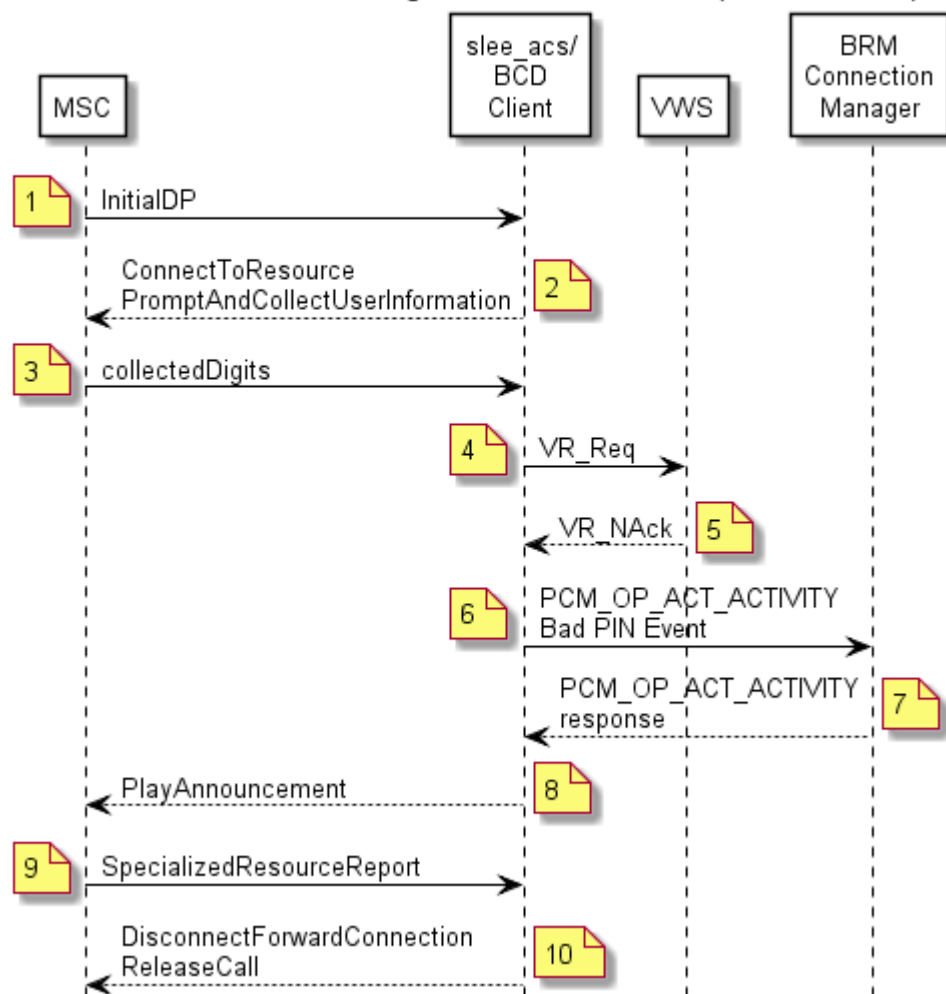 MSC
slee_acs/
BCD
Client
VWS
BRM
Connection
Manager
1
InitialDP
ConnectToResource
PromptAndCollectUserInformation
2
3
collectedDigits
4
VR_Req
VR_NAck
5
6
PCM_OP_ACT_ACTIVITY
Bad PIN Event
PCM_OP_ACT_ACTIVITY
response
7
PlayAnnouncement
8
9
SpecializedResourceReport
DisconnectForwardConnection
ReleaseCall
10